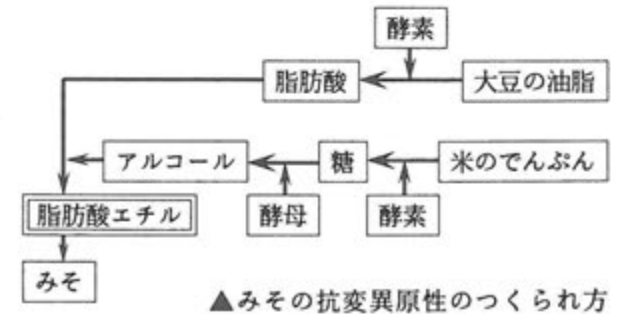 酵素
脂肪酸
大豆の油脂
アルコール
糖
米のでんぷん
脂肪酸エチル
酵母
酵素
みそ
▲みその抗変異原性のつくられ方